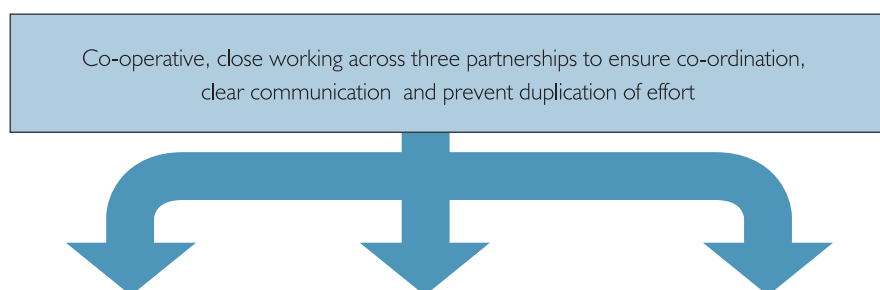 Co-operative, close working across three partnerships to ensure co-ordination,
clear communication  and prevent duplication of effort